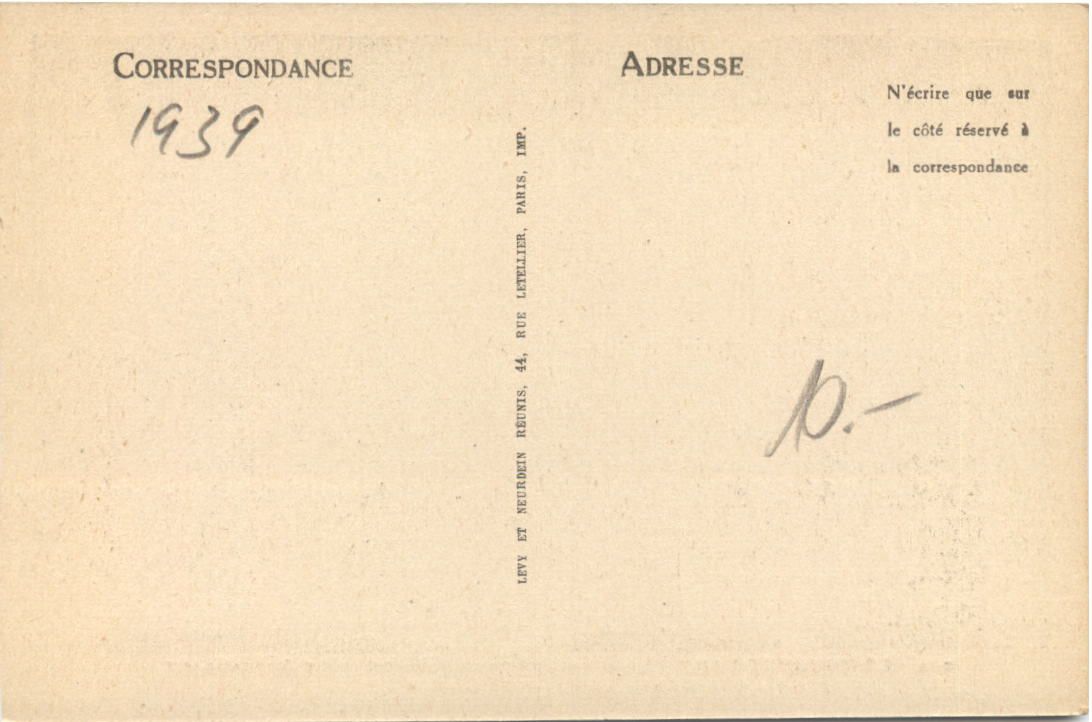 CORRESPONDANCE
1939
LEVY ET NEURDEIN RÉUNIS, 44, RUE LETELLIER, PARIS, IMP.
ADRESSE
N'écrire que sur
le côté réservé à
la correspondance
10.-